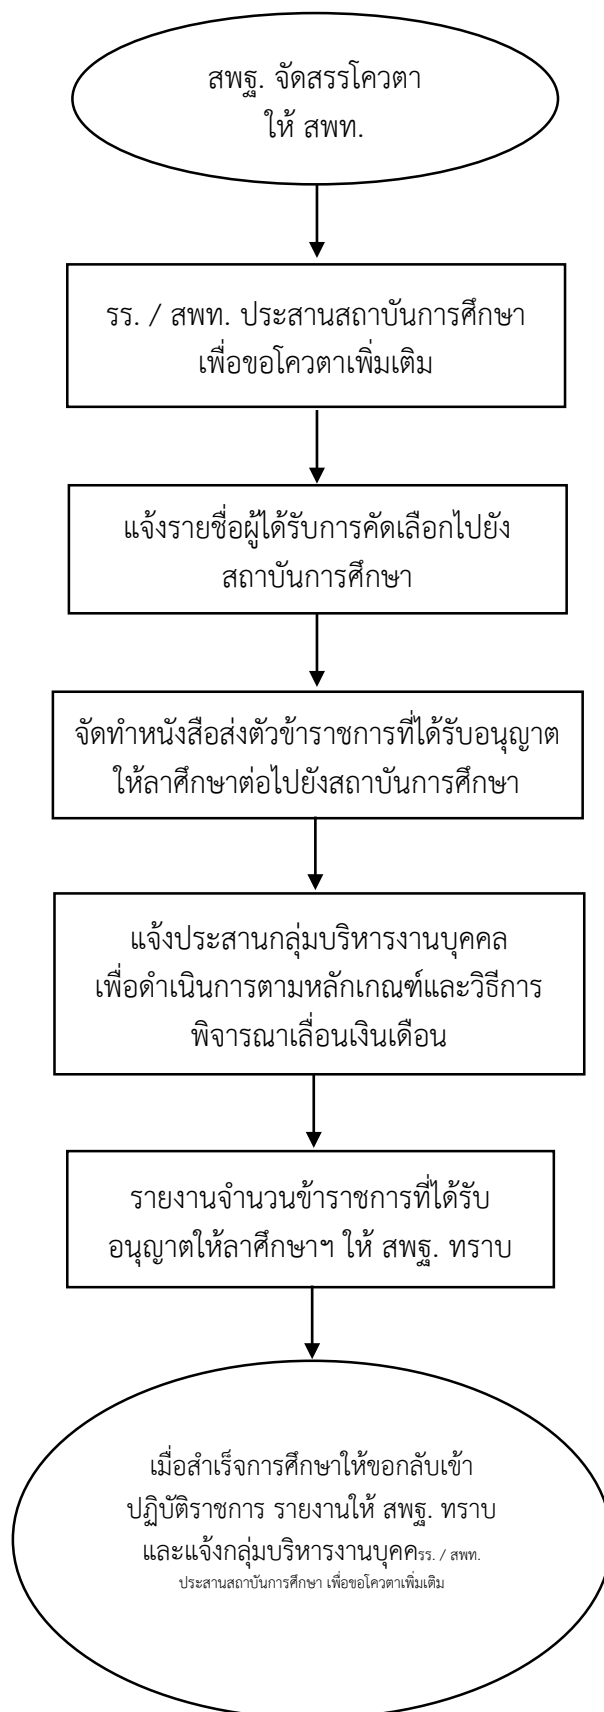 สพฐ. จัดสรรโควตา
ให้ สพท.
รร. / สพท. ประสานสถาบันการศึกษา
เพื่อขอโควตาเพิ่มเติม
แจ้งรายชื่อผู้ได้รับการคัดเลือกไปยัง
สถาบันการศึกษา
จัดทำหนังสือส่งตัวข้าราชการที่ได้รับอนุญาต
ให้ลาศึกษาต่อไปยังสถาบันการศึกษา
แจ้งประสานกลุ่มบริหารงานบุคคล
เพื่อดำเนินการตามหลักเกณฑ์และวิธีการ
พิจารณาเลื่อนเงินเดือน
รายงานจำนวนข้าราชการที่ได้รับ
อนุญาตให้ลาศึกษาฯ ให้ สพฐ. ทราบ
เมื่อสำเร็จการศึกษาให้ขอกลับเข้า
ปฏิบัติราชการ รายงานให้ สพฐ. ทราบ
และแจ้งกลุ่มบริหารงานบุคครร. / สพท.
ประสานสถาบันการศึกษา เพื่อขอโควตาเพิ่มเติม